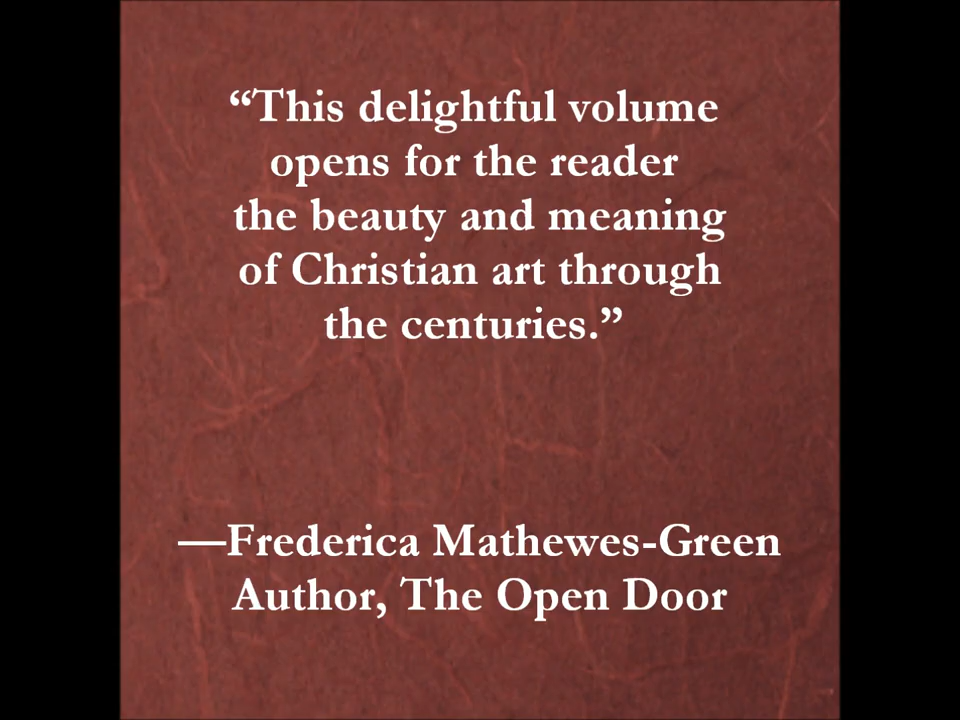 “This delightful volume
opens for the reader
the beauty and meaning
of Christian art through
the centuries.”
—Frederica Mathewes-Green
Author, The Open Door